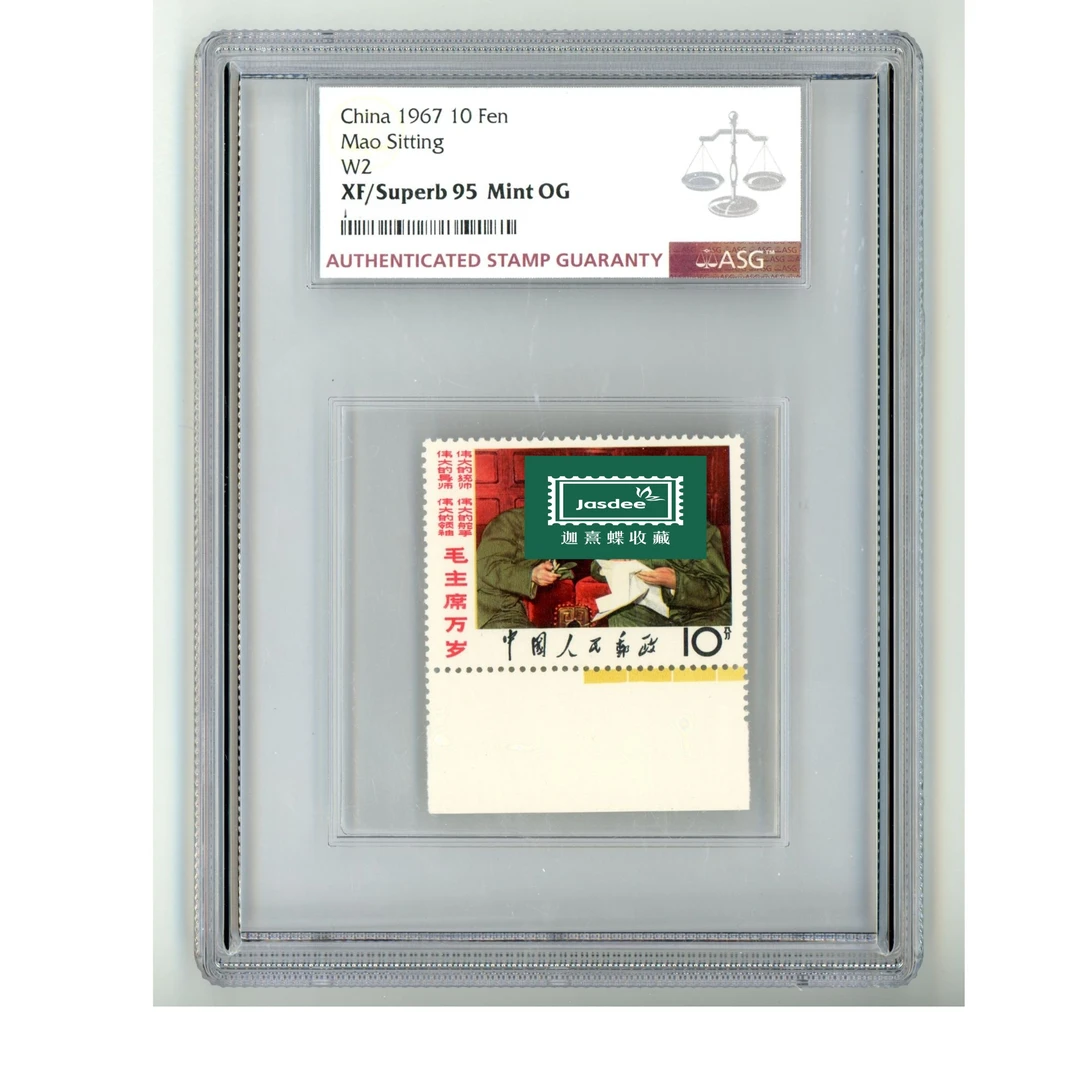 China 1967 10 Fen
Mao Sitting
W2
XF/Superb 95 Mint OG
AUTHENTICATED STAMP GUARANTY
ASG™
伟大的导师
伟大的领袖
伟大的统帅
伟大的舵手
毛主席万岁
Jasdee
迦熹蝶收藏
中国人民邮政
10分